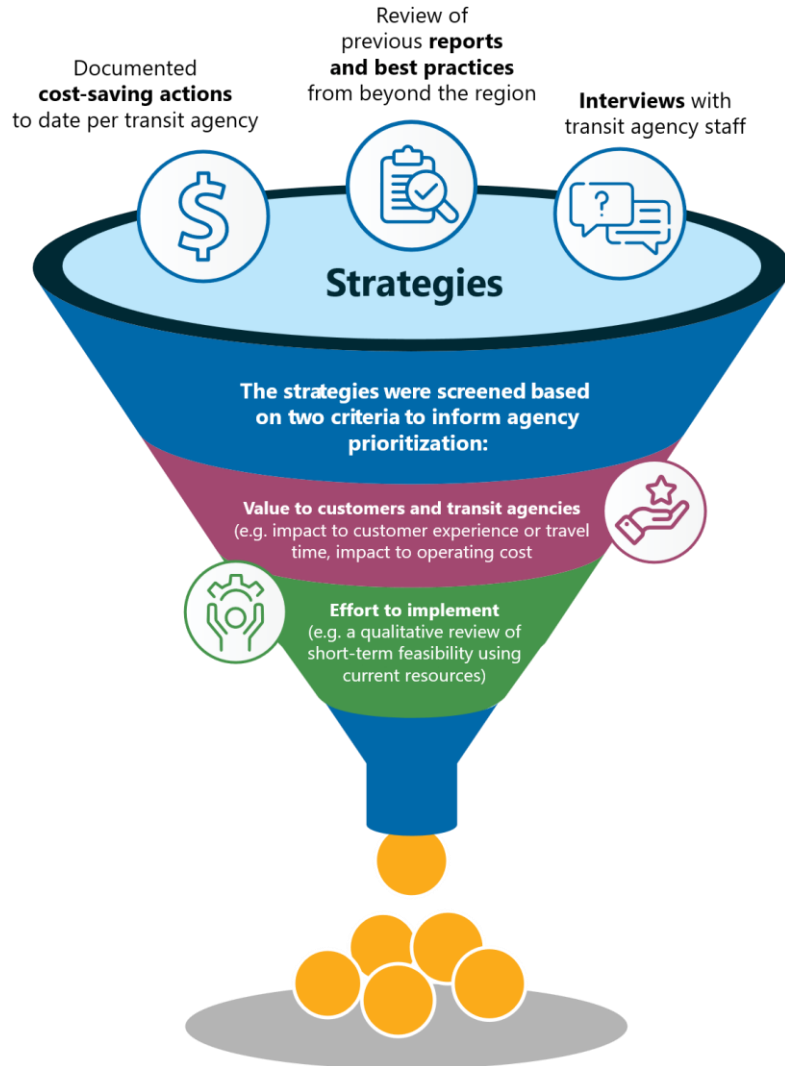 Documented
cost-saving actions
to date per transit agency
Review of
previous reports
and best practices
from beyond the region
Interviews with
transit agency staff
$
?
Strategies
The strategies were screened based
on two criteria to inform agency
prioritization:
Value to customers and transit agencies
(e.g. impact to customer experience or travel
time, impact to operating cost
Effort to implement
(e.g. a qualitative review of
short-term feasibility using
current resources)